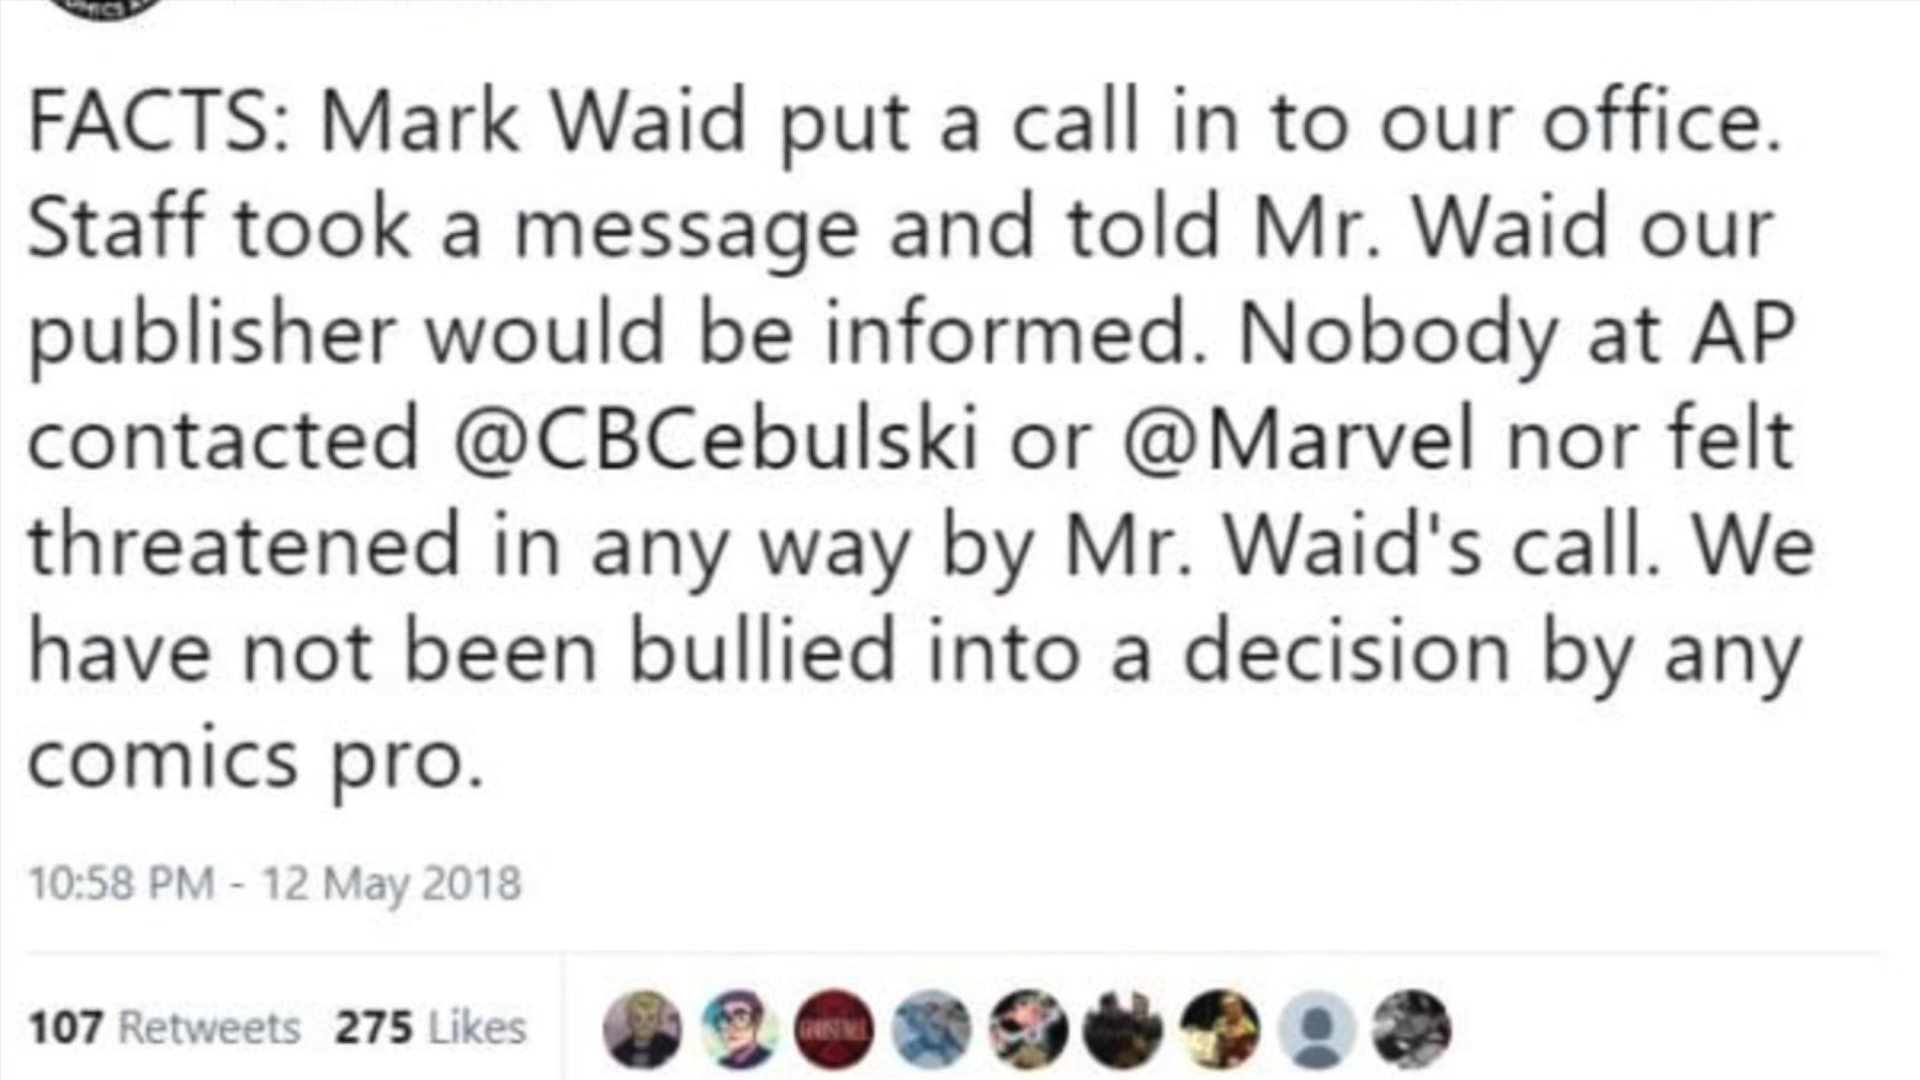 COMICS
FACTS: Mark Waid put a call in to our office.
Staff took a message and told Mr. Waid our
publisher would be informed. Nobody at AP
contacted @CBCebulski or @Marvel nor felt
threatened in any way by Mr. Waid's call. We
have not been bullied into a decision by any
comics pro.
10:58 PM - 12 May 2018
107 Retweets 275 Likes